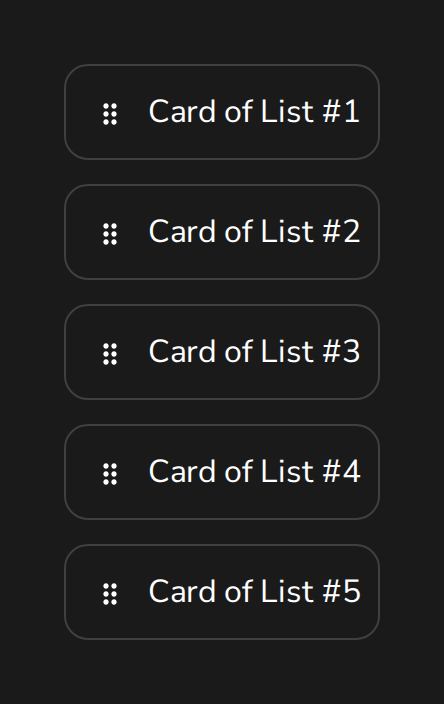 Card of List #1
Card of List #2
Card of List #3
Card of List #4
Card of List #5